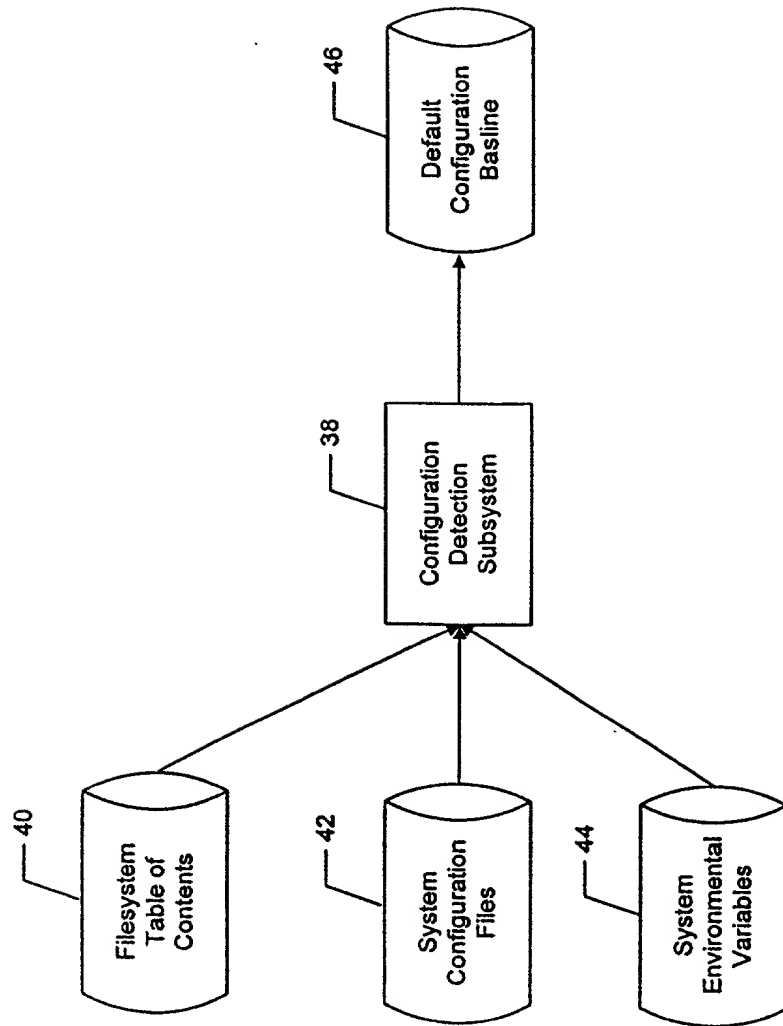 40
Filesystem
Table of
Contents
42
System
Configuration
Files
44
System
Environmental
Variables
38
Configuration
Detection
Subsystem
46
Default
Configuration
Basline